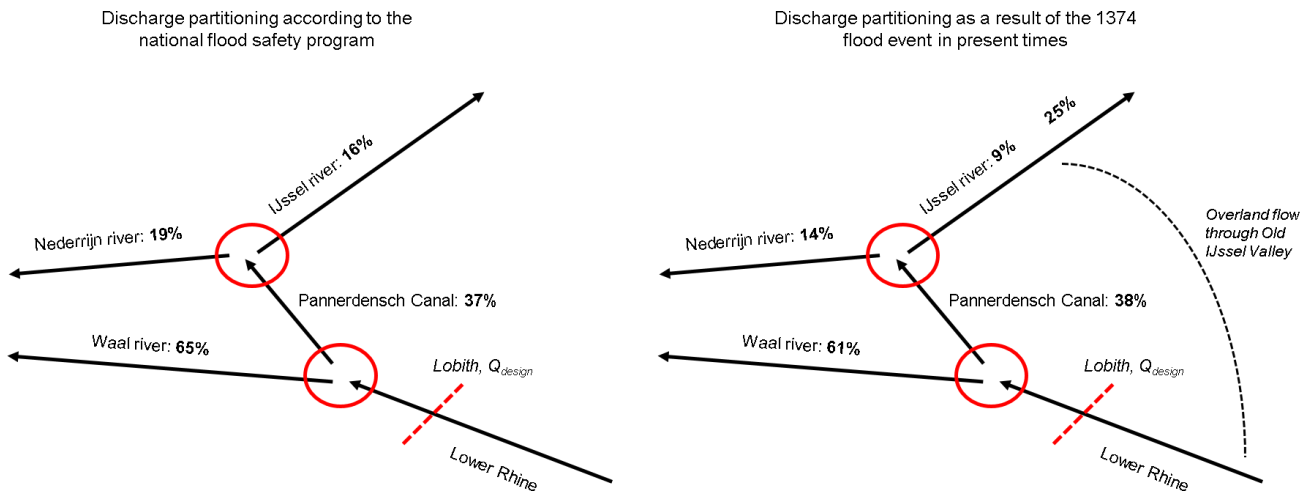 Discharge partitioning according to the
national flood safety program
IJssel river: 16%
Nederrijn river: 19%
Pannerdensch Canal: 37%
Waal river: 65%
Lobith, Qdesign
Lower Rhine
Discharge partitioning as a result of the 1374
flood event in present times
25%
IJssel river: 9%
Nederrijn river: 14%
Overland flow
through Old
IJssel Valley
Pannerdensch Canal: 38%
Waal river: 61%
Lobith, Qdesign
Lower Rhine